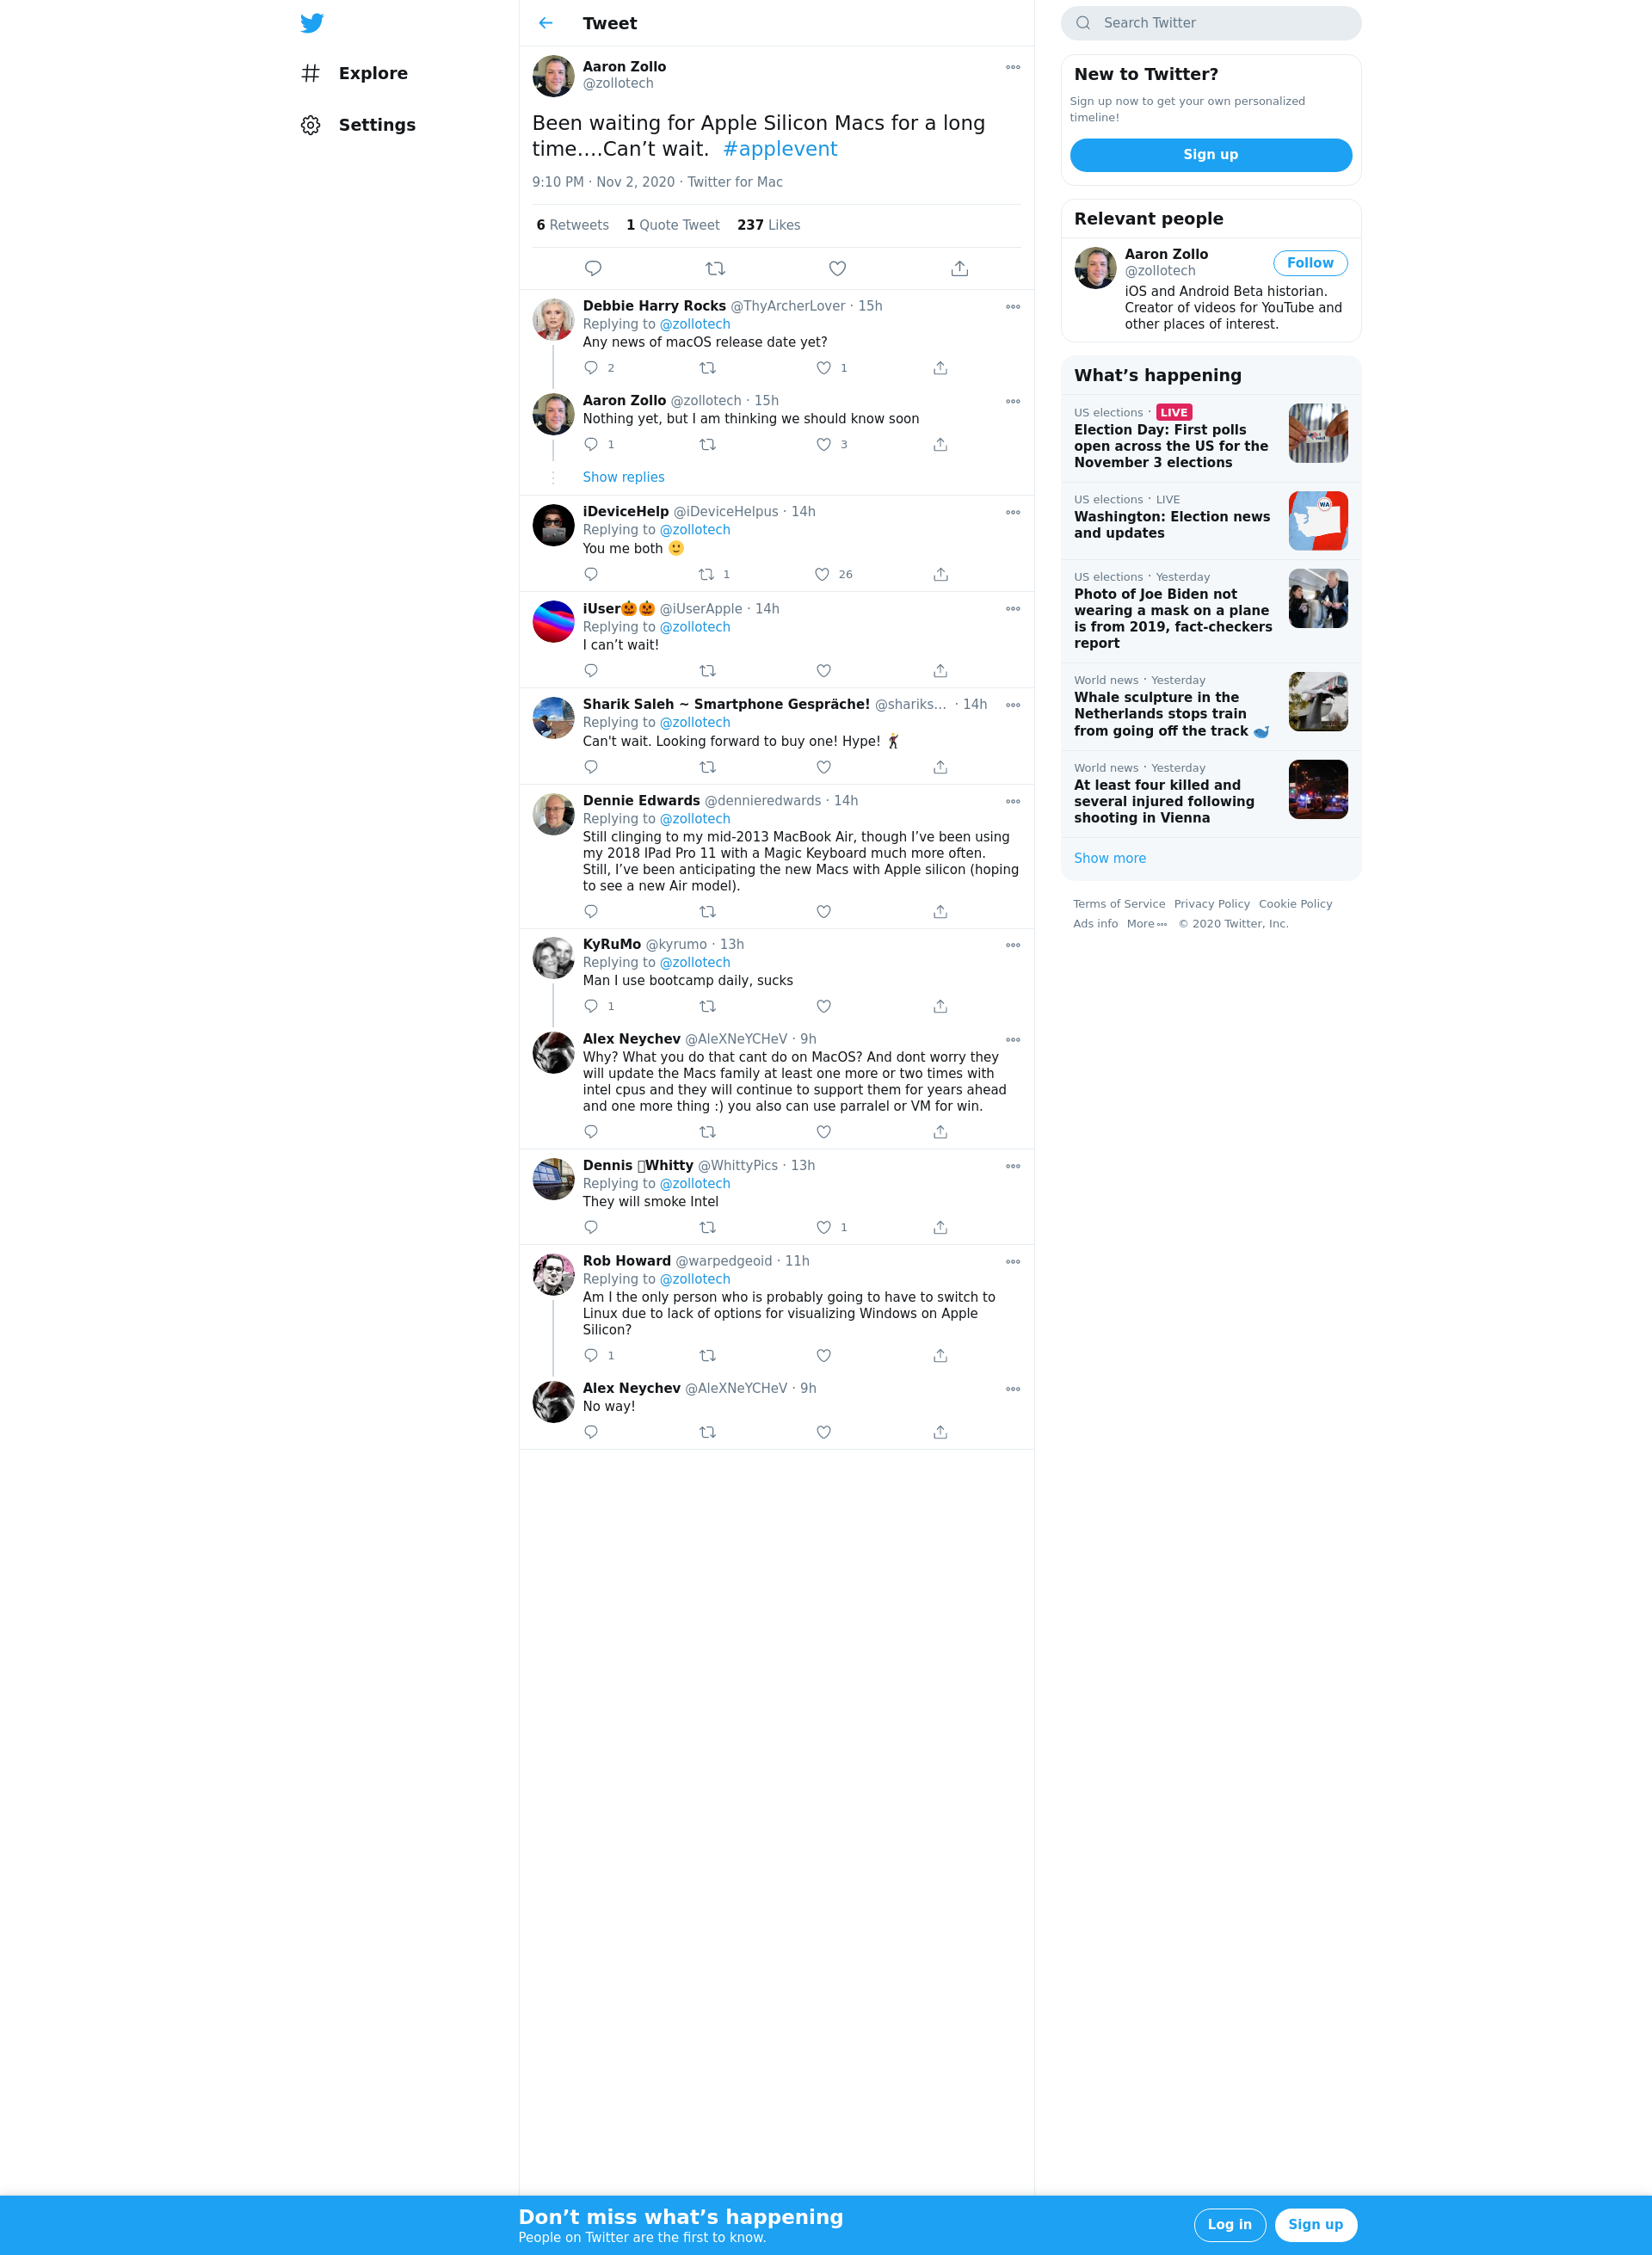 Explore
Settings
Tweet
Aaron Zollo
@zollotech
Been waiting for Apple Silicon Macs for a long
time....Can’t wait. #applevent
9:10 PM · Nov 2, 2020 · Twitter for Mac
6 Retweets 1 Quote Tweet 237 Likes
Debbie Harry Rocks @ThyArcherLover · 15h
Replying to @zollotech
Any news of macOS release date yet?
2 1
Aaron Zollo @zollotech · 15h
Nothing yet, but I am thinking we should know soon
1 3
Show replies
iDeviceHelp @iDeviceHelpus · 14h
Replying to @zollotech
You me both 🙂
1 26
iUser🎃🎃 @iUserApple · 14h
Replying to @zollotech
I can’t wait!
Sharik Saleh ~ Smartphone Gespräche! @shariks… · 14h
Replying to @zollotech
Can't wait. Looking forward to buy one! Hype!
Dennie Edwards @dennieredwards · 14h
Replying to @zollotech
Still clinging to my mid-2013 MacBook Air, though I’ve been using
my 2018 IPad Pro 11 with a Magic Keyboard much more often.
Still, I’ve been anticipating the new Macs with Apple silicon (hoping
to see a new Air model).
KyRuMo @kyrumo · 13h
Replying to @zollotech
Man I use bootcamp daily, sucks
1
Alex Neychev @AleXNeYCHeV · 9h
Why? What you do that cant do on MacOS? And dont worry they
will update the Macs family at least one more or two times with
intel cpus and they will continue to support them for years ahead
and one more thing :) you also can use parralel or VM for win.
Dennis Whitty @WhittyPics · 13h
Replying to @zollotech
They will smoke Intel
1
Rob Howard @warpedgeoid · 11h
Replying to @zollotech
Am I the only person who is probably going to have to switch to
Linux due to lack of options for visualizing Windows on Apple
Silicon?
1
Alex Neychev @AleXNeYCHeV · 9h
No way!
Search Twitter
New to Twitter?
Sign up now to get your own personalized
timeline!
Sign up
Relevant people
Aaron Zollo
@zollotech
Follow
iOS and Android Beta historian.
Creator of videos for YouTube and
other places of interest.
What’s happening
US elections · LIVE
Election Day: First polls
open across the US for the
November 3 elections
US elections · LIVE
Washington: Election news
and updates
WA
US elections · Yesterday
Photo of Joe Biden not
wearing a mask on a plane
is from 2019, fact-checkers
report
World news · Yesterday
Whale sculpture in the
Netherlands stops train
from going off the track 🐋
World news · Yesterday
At least four killed and
several injured following
shooting in Vienna
Show more
Terms of Service Privacy Policy Cookie Policy
Ads info More © 2020 Twitter, Inc.
Don’t miss what’s happening
People on Twitter are the first to know.
Log in
Sign up